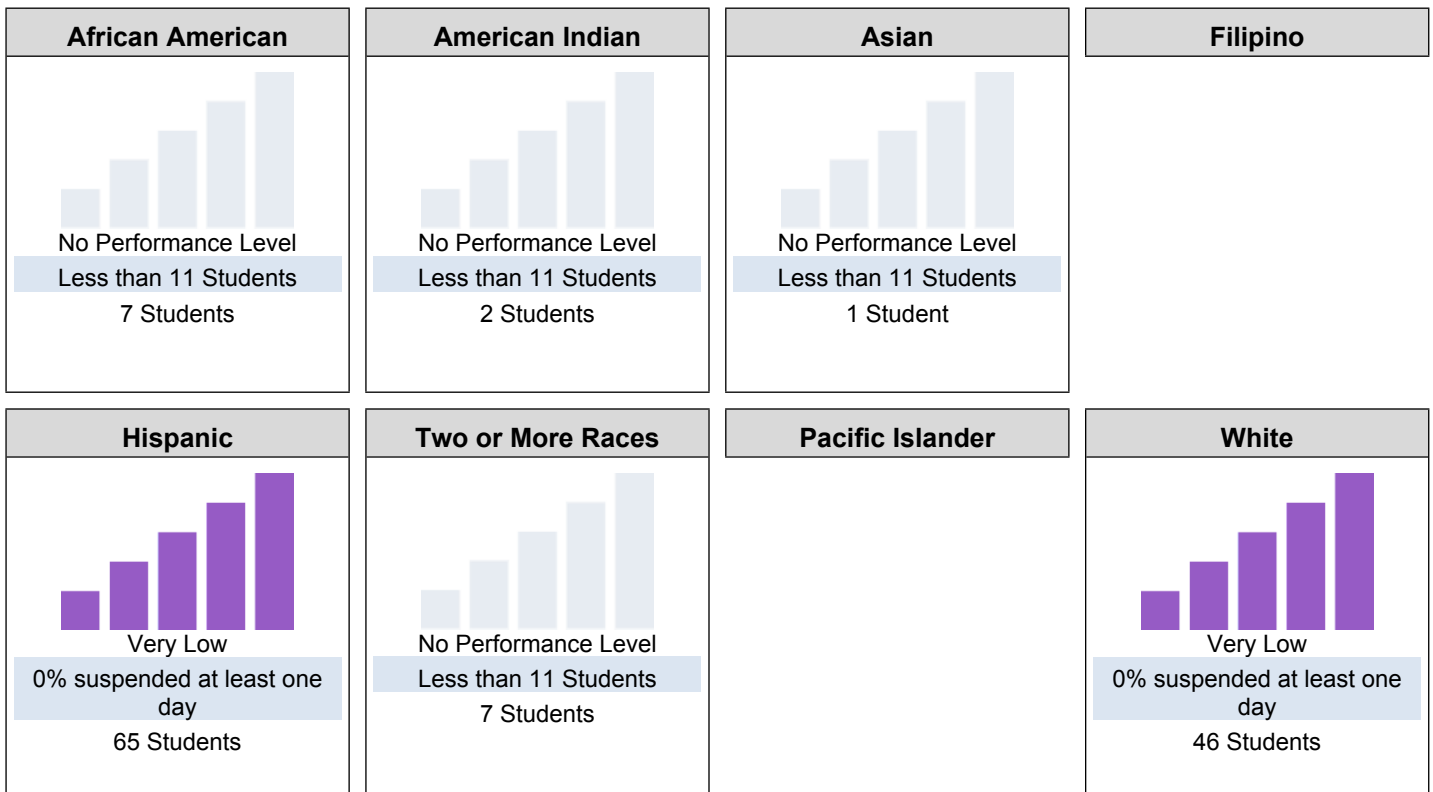 African American
No Performance Level
Less than 11 Students
7 Students
American Indian
No Performance Level
Less than 11 Students
2 Students
Asian
No Performance Level
Less than 11 Students
1 Student
Filipino
Hispanic
Very Low
0% suspended at least one
day
65 Students
Two or More Races
No Performance Level
Less than 11 Students
7 Students
Pacific Islander
White
Very Low
0% suspended at least one
day
46 Students